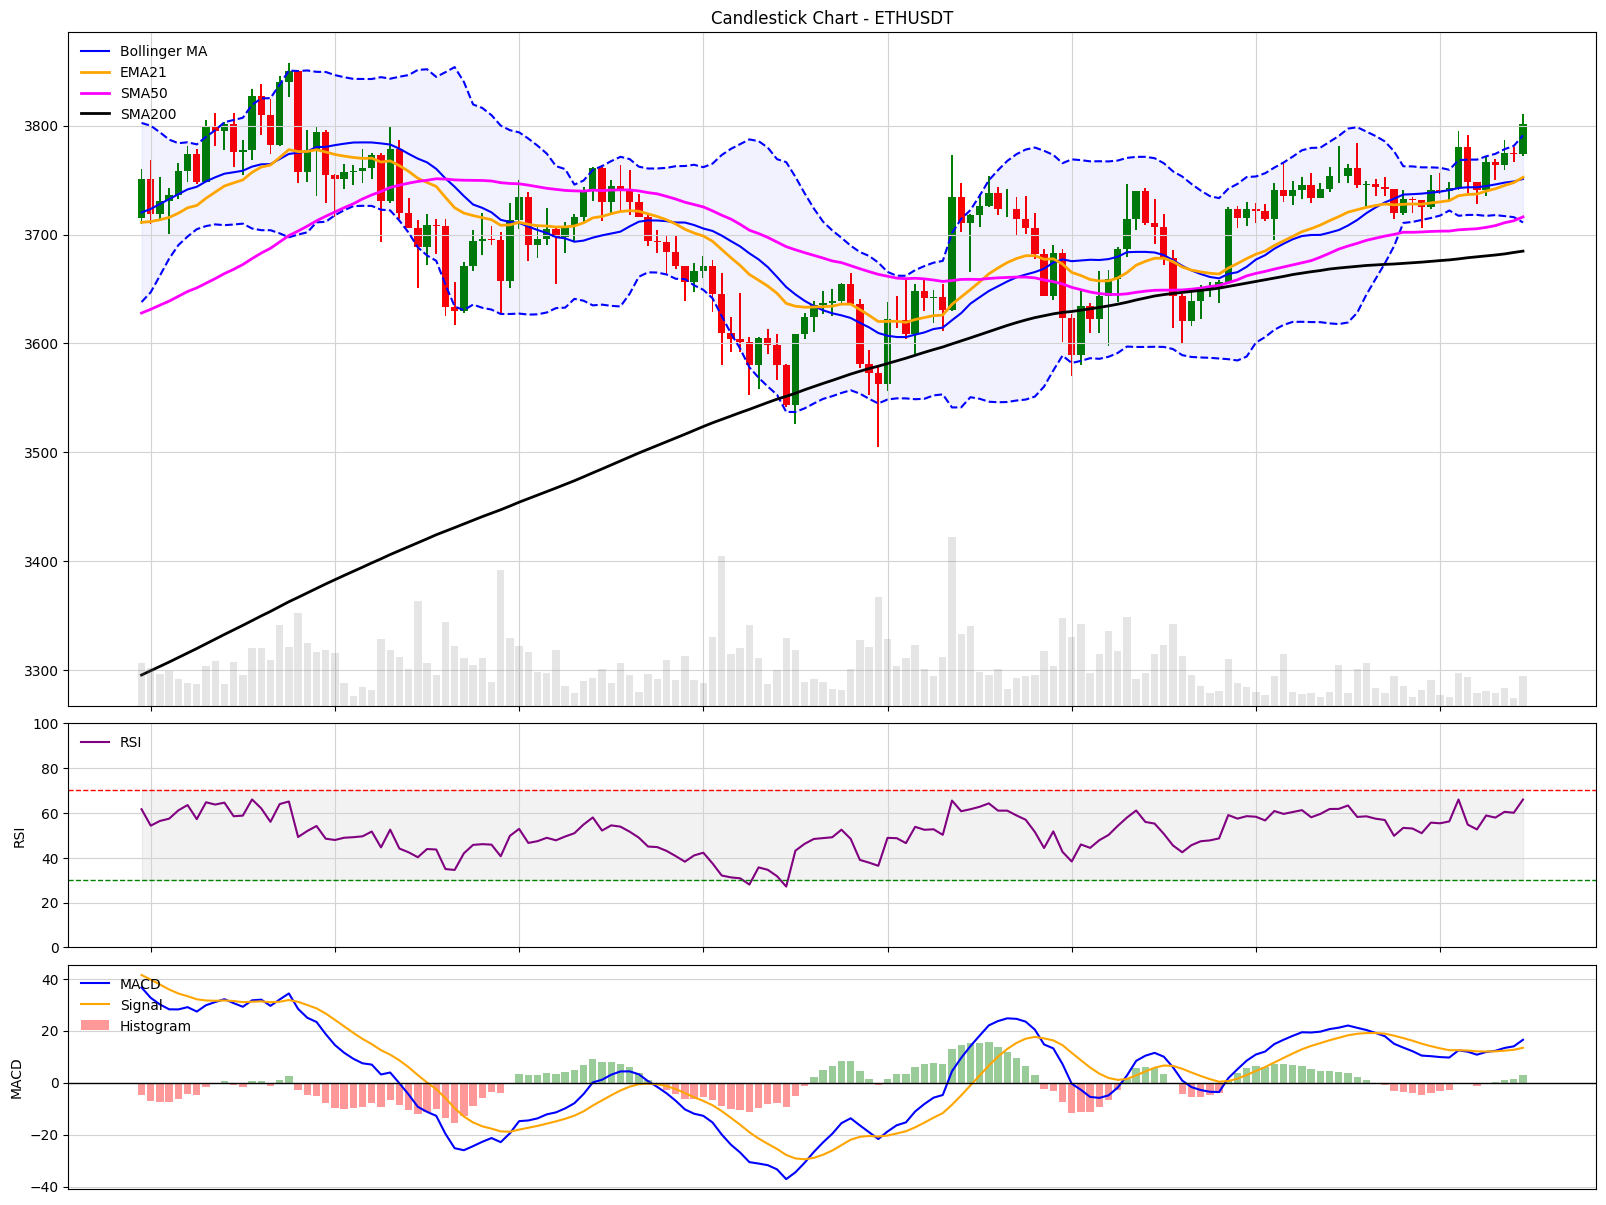 Candlestick Chart - ETHUSDT
Bollinger MA
EMA21
SMA50
SMA200
3800
3700
3600
3500
3400
3300
100
RSI
80
60
RSI
40
20
0
40
MACD
Signal
20
Histogram
MACD
0
−20
−40